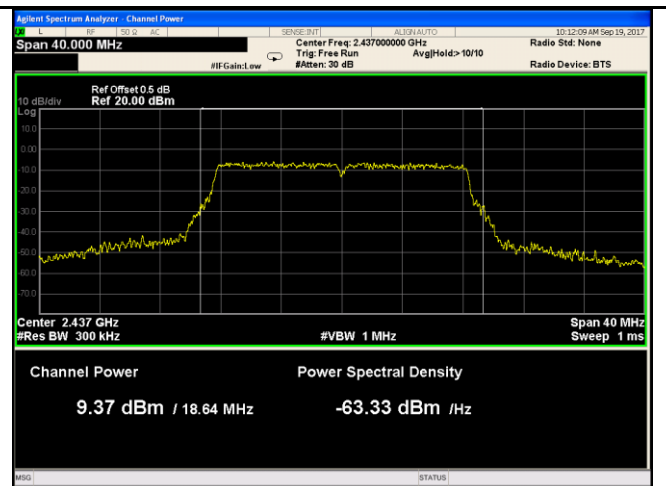 Agilent Spectrum Analyzer - Channel Power
L RF 50 Ω AC SENSE:INT ALIGN AUTO 10:12:09 AM Sep 19, 2017
Span 40.000 MHz Center Freq: 2.437000000 GHz Radio Std: None
Trig: Free Run Avg|Hold:> 10/10
#IFGain:Low #Atten: 30 dB Radio Device: BTS
Ref Offset 0.5 dB
10 dB/div Ref 20.00 dBm
Log
10.0
0.00
-10.0
-20.0
-30.0
-40.0
-50.0
-60.0
-70.0
Center 2.437 GHz Span 40 MHz
#Res BW 300 kHz #VBW 1 MHz Sweep 1 ms
Channel Power Power Spectral Density
9.37 dBm / 18.64 MHz -63.33 dBm /Hz
MSG STATUS